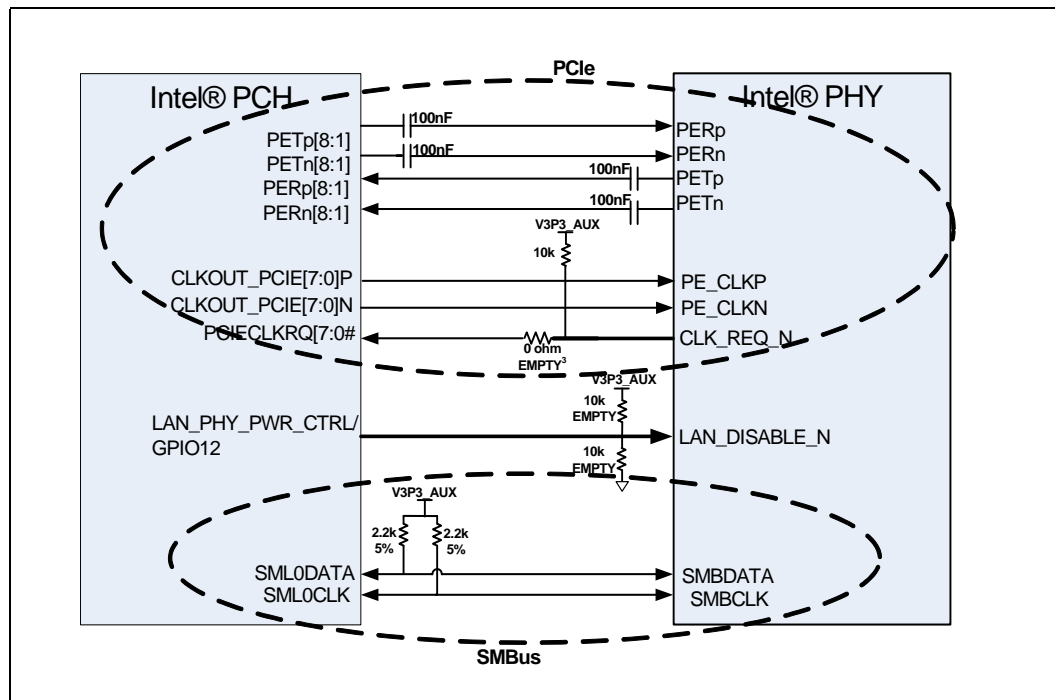 PCIe
Intel® PCH
Intel® PHY
100nF
PETp[8:1]
PERp
100nF
PETn[8:1]
PERn
100nF
PERp[8:1]
PETp
100nF
PERn[8:1]
PETn
V3P3_AUX
10k
CLKOUT_PCIE[7:0]P
PE_CLKP
CLKOUT_PCIE[7:0]N
PE_CLKN
PCIECLKRQ[7:0#
CLK_REQ_N
0 ohm
EMPTY³
V3P3_AUX
10k
EMPTY
LAN_PHY_PWR_CTRL/
GPIO12
LAN_DISABLE_N
10k
EMPTY
V3P3_AUX
2.2k
5%
2.2k
5%
SML0DATA
SMBDATA
SML0CLK
SMBCLK
SMBus